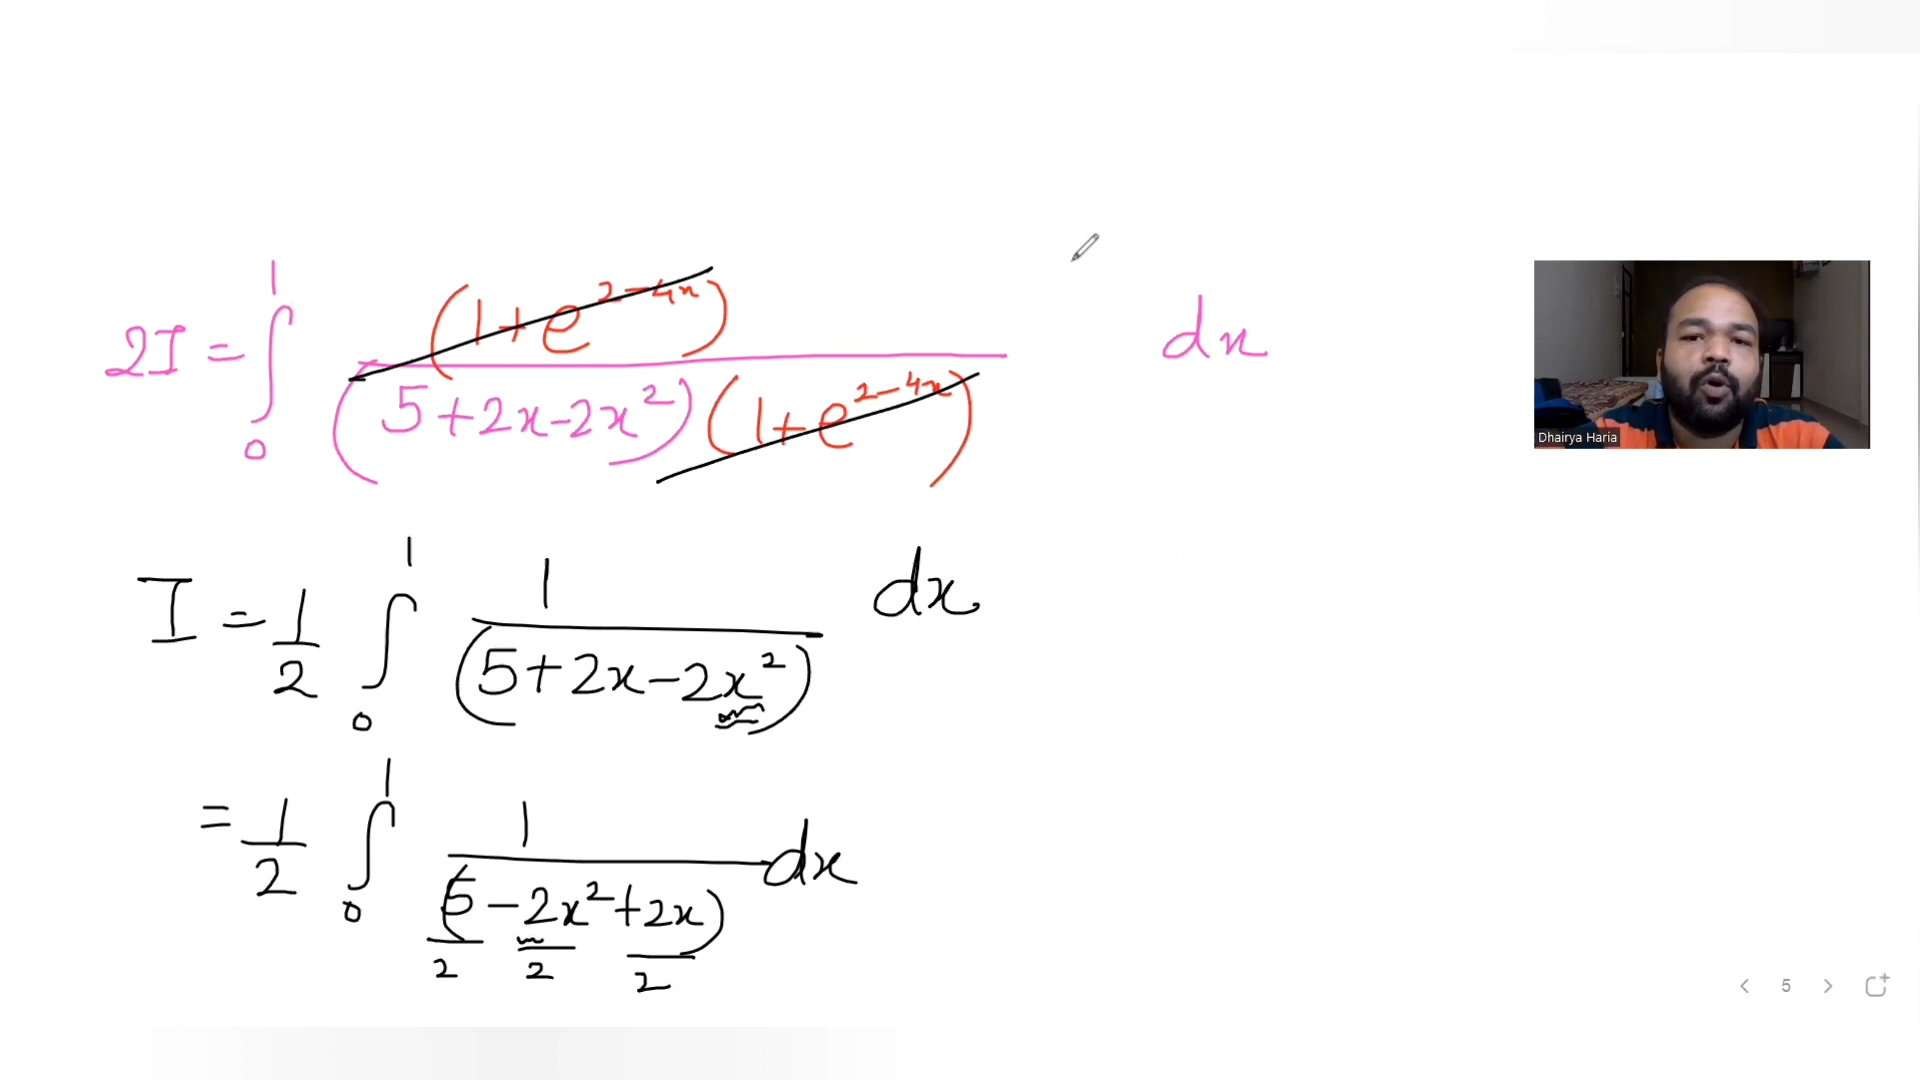 2I = ∫₀¹ (1+e^(2-4x)) / ((5+2x-2x²)(1+e^(2-4x))) dx
Dhairya Haria
I = 1/2 ∫₀¹ 1/(5+2x-2x²) dx
= 1/2 ∫₀¹ 1/(5/2 - 2x²/2 + 2x/2) dx
< 5 >